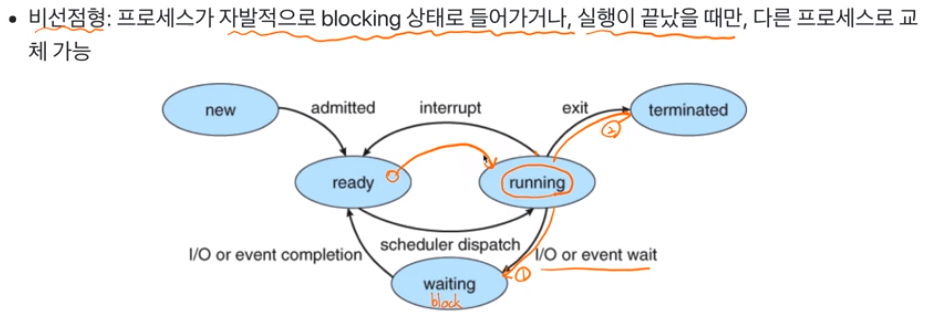 • 비선점형: 프로세스가 자발적으로 blocking 상태로 들어가거나, 실행이 끝났을 때만, 다른 프로세스로 교
체 가능
new
admitted
interrupt
exit
terminated
②
ready
running
I/O or event completion
scheduler dispatch
I/O or event wait
①
waiting
block